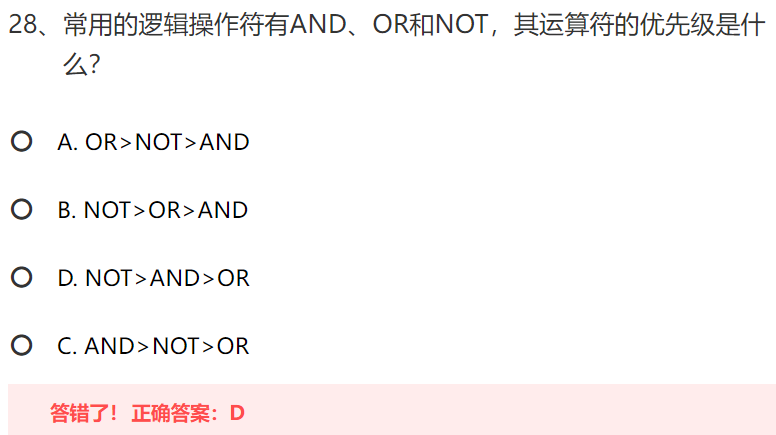 28、常用的逻辑操作符有AND、OR和NOT，其运算符的优先级是什
么?
A. OR>NOT>AND
B. NOT>OR>AND
D. NOT>AND>OR
C. AND>NOT>OR
答错了！正确答案：D